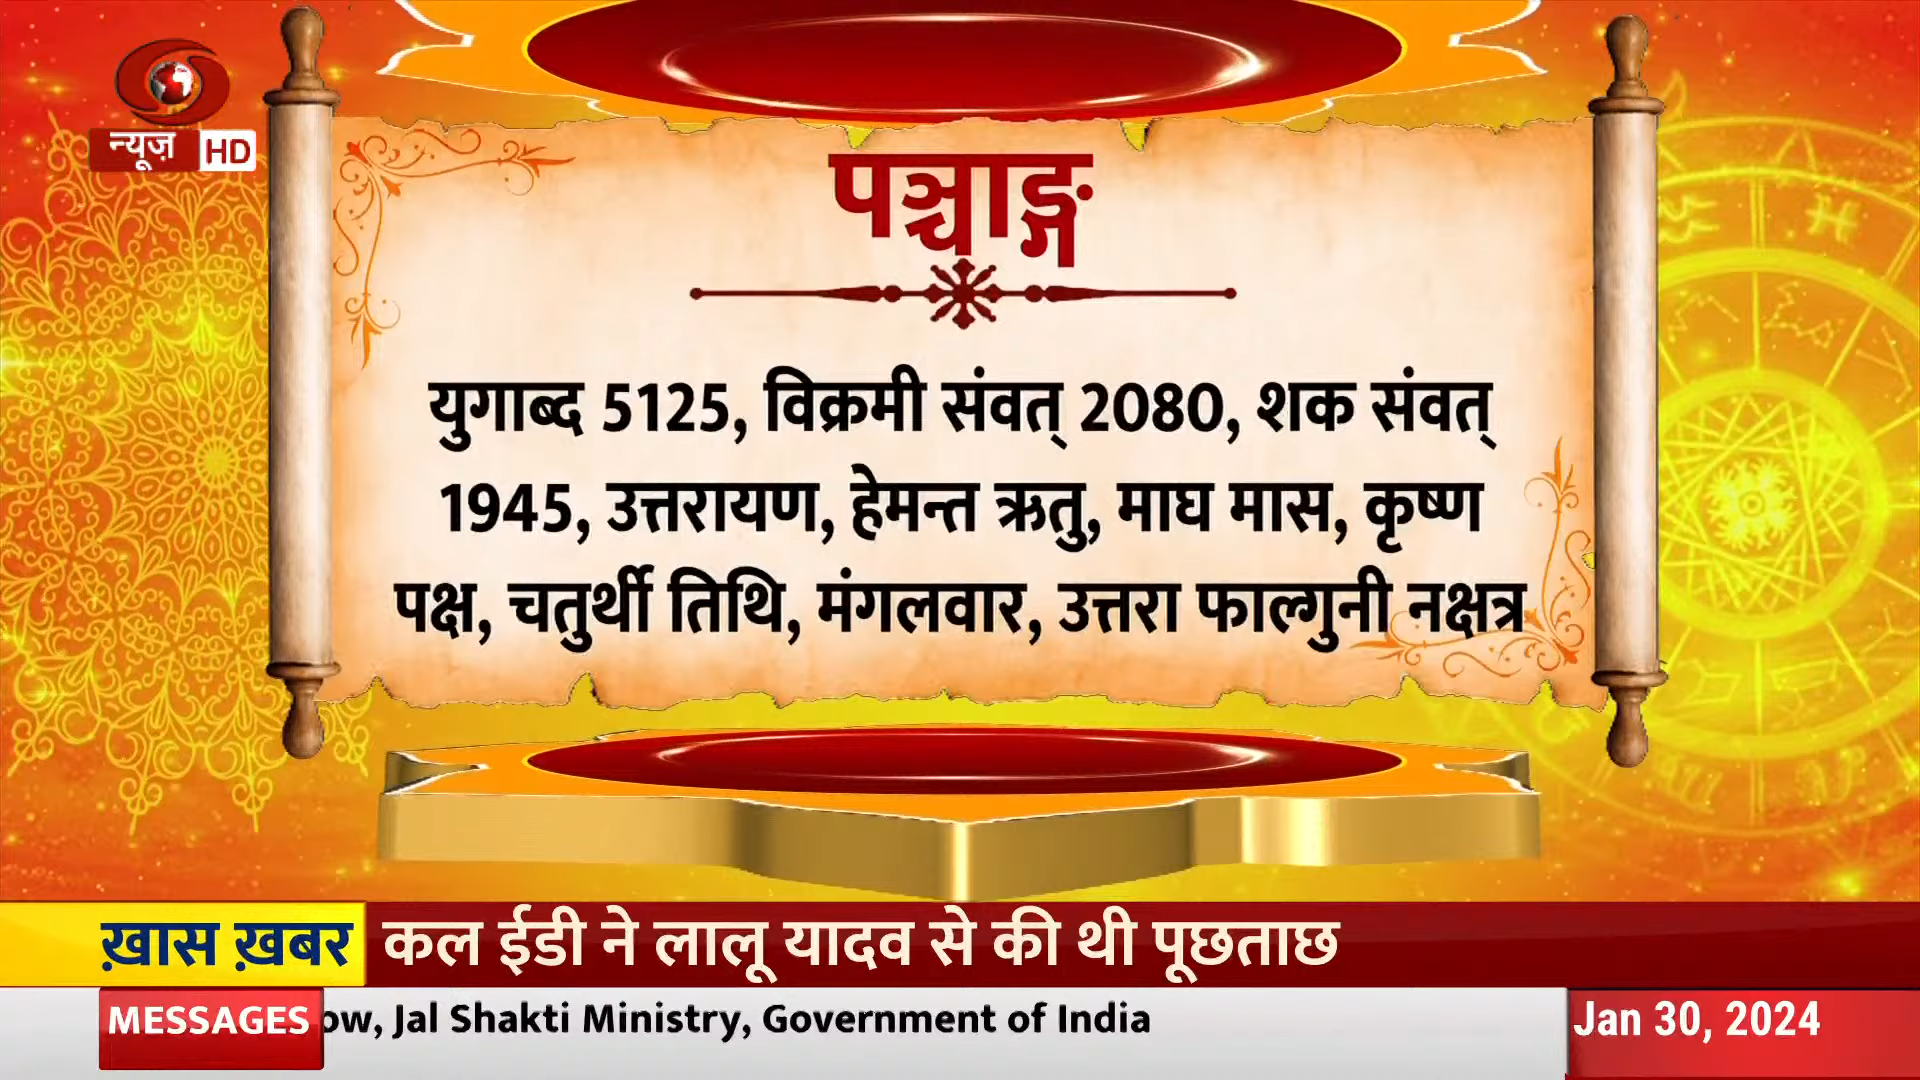 न्यूज़ HD
पञ्चाङ्ग
युगाब्द 5125, विक्रमी संवत् 2080, शक संवत्
1945, उत्तरायण, हेमन्त ऋतु, माघ मास, कृष्ण
पक्ष, चतुर्थी तिथि, मंगलवार, उत्तरा फाल्गुनी नक्षत्र
ख़ास ख़बर कल ईडी ने लालू यादव से की थी पूछताछ
MESSAGES ow, Jal Shakti Ministry, Government of India Jan 30, 2024